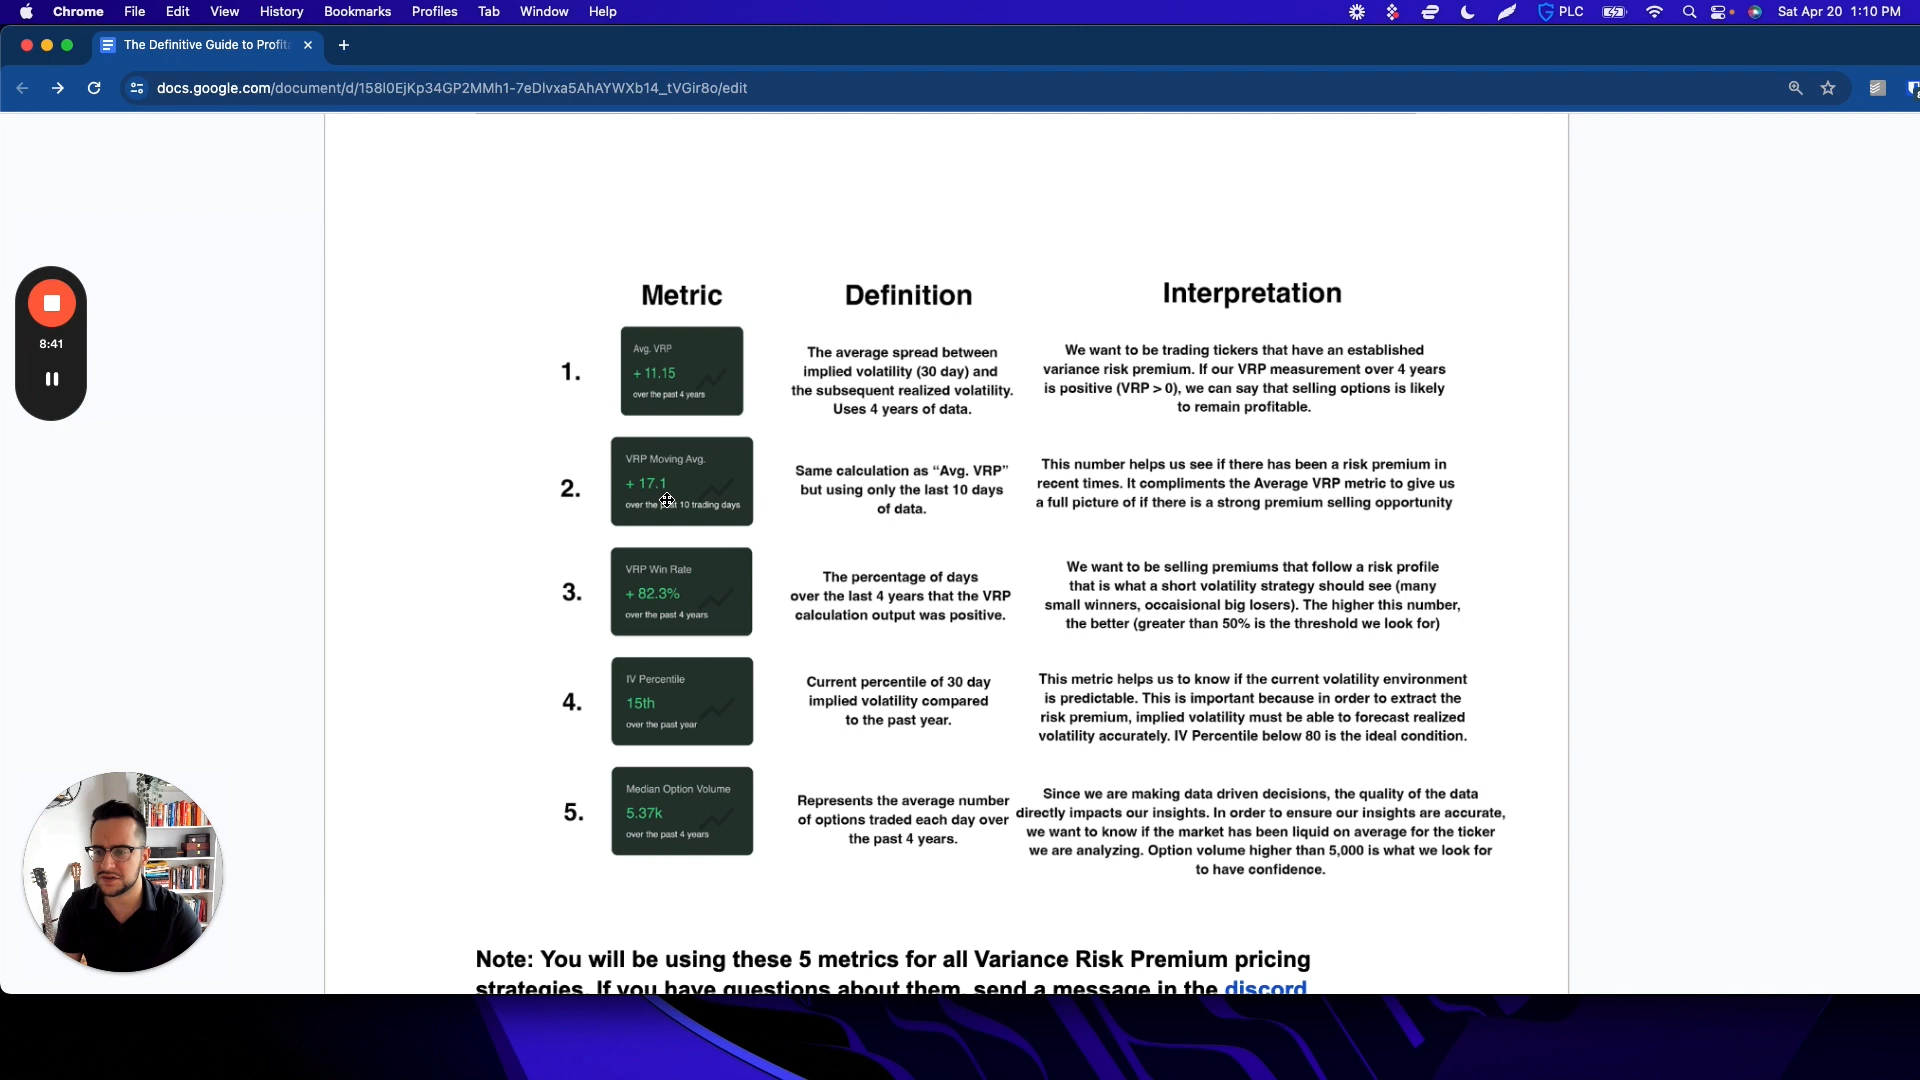 Chrome File Edit View History Bookmarks Profiles Tab Window Help
PLC
Sat Apr 20 1:10 PM
The Definitive Guide to Profit
docs.google.com/document/d/158I0EjKp34GP2MMh1-7eDlvxa5AhAYWXb14_tVGir8o/edit
8:41
Metric
Definition
Interpretation
1.
Avg. VRP
+ 11.15
over the past 4 years
The average spread between
implied volatility (30 day) and
the subsequent realized volatility.
Uses 4 years of data.
We want to be trading tickers that have an established
variance risk premium. If our VRP measurement over 4 years
is positive (VRP > 0), we can say that selling options is likely
to remain profitable.
2.
VRP Moving Avg.
+ 17.1
over the past 10 trading days
Same calculation as “Avg. VRP”
but using only the last 10 days
of data.
This number helps us see if there has been a risk premium in
recent times. It compliments the Average VRP metric to give us
a full picture of if there is a strong premium selling opportunity
3.
VRP Win Rate
+ 82.3%
over the past 4 years
The percentage of days
over the last 4 years that the VRP
calculation output was positive.
We want to be selling premiums that follow a risk profile
that is what a short volatility strategy should see (many
small winners, occaisional big losers). The higher this number,
the better (greater than 50% is the threshold we look for)
4.
IV Percentile
15th
over the past year
Current percentile of 30 day
implied volatility compared
to the past year.
This metric helps us to know if the current volatility environment
is predictable. This is important because in order to extract the
risk premium, implied volatility must be able to forecast realized
volatility accurately. IV Percentile below 80 is the ideal condition.
5.
Median Option Volume
5.37k
over the past 4 years
Represents the average number
of options traded each day over
the past 4 years.
Since we are making data driven decisions, the quality of the data
directly impacts our insights. In order to ensure our insights are accurate,
we want to know if the market has been liquid on average for the ticker
we are analyzing. Option volume higher than 5,000 is what we look for
to have confidence.
Note: You will be using these 5 metrics for all Variance Risk Premium pricing
strategies. If you have questions about them, send a message in the discord